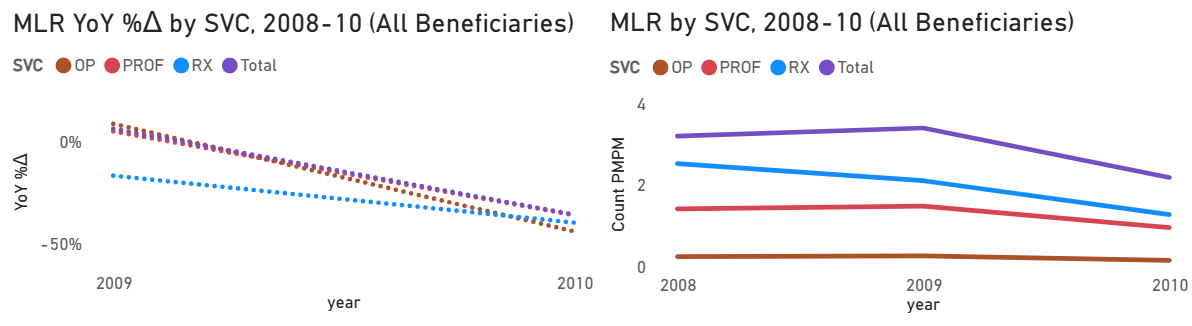 MLR YoY %Δ by SVC, 2008-10 (All Beneficiaries)
SVC OP PROF RX Total
0%
-50%
YoY %Δ
2009 2010
year
MLR by SVC, 2008-10 (All Beneficiaries)
SVC OP PROF RX Total
4
2
0
Count PMPM
2008 2009 2010
year